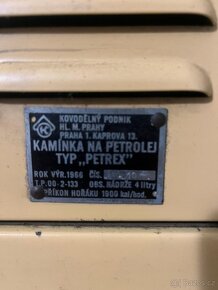 KOVODĚLNÝ PODNIK
HL. M. PRAHY
PRAHA 1. KAPROVA 13.
KAMÍNKA NA PETROLEJ
TYP „PETREX"
ROK VÝR. 1966 ČÍS.
T.P. 00-2-133 OBS. NÁDRŽE 4 litry
PŘÍKON HOŘÁKU 1900 kal/hod.